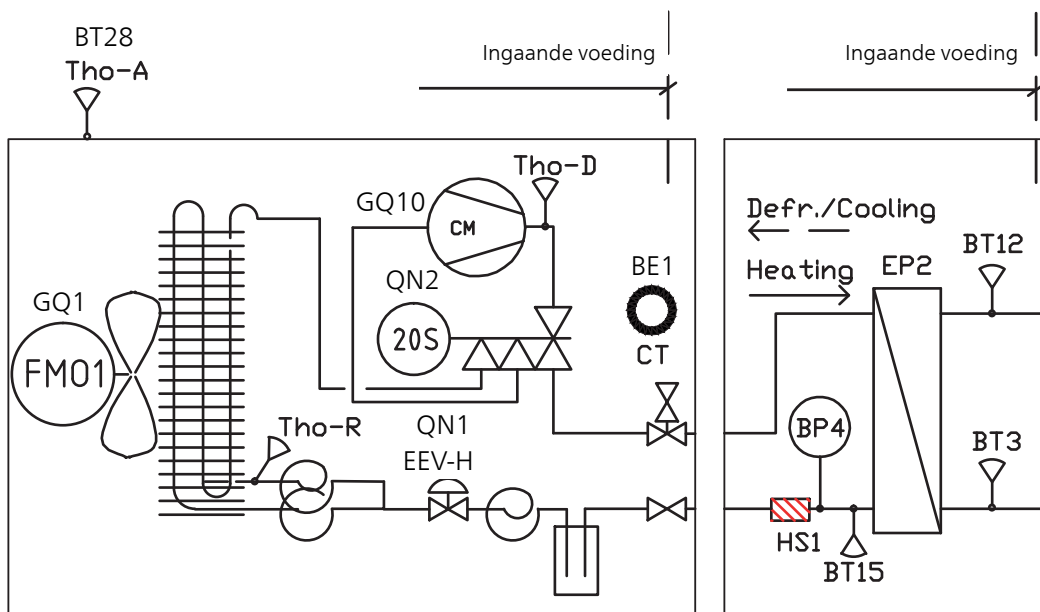 BT28
Tho-A
Ingaande voeding
Ingaande voeding
Tho-D
GQ10
CM
Defr./Cooling
BT12
BE1
QN2
Heating
EP2
GQ1
20S
CT
FM01
Tho-R
QN1
EEV-H
BP4
BT3
HS1
BT15